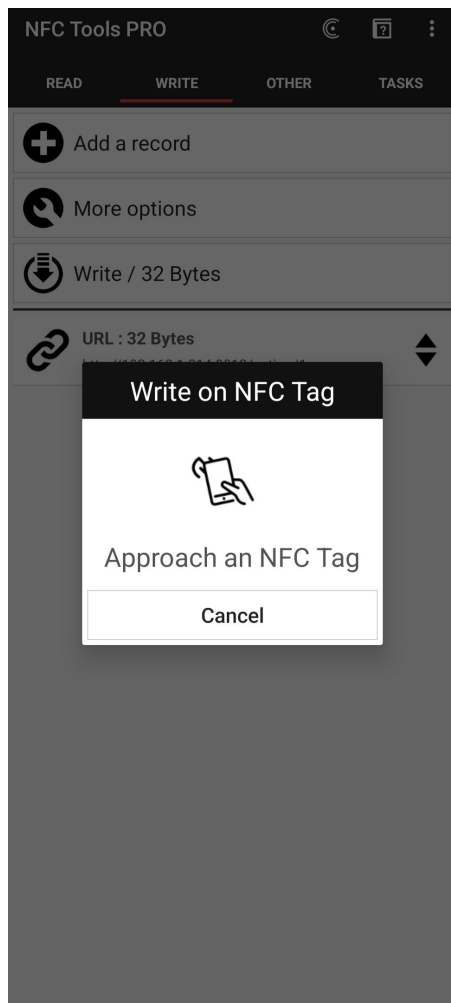 NFC Tools PRO
READ WRITE OTHER TASKS
Add a record
More options
Write / 32 Bytes
URL : 32 Bytes
Write on NFC Tag
Approach an NFC Tag
Cancel